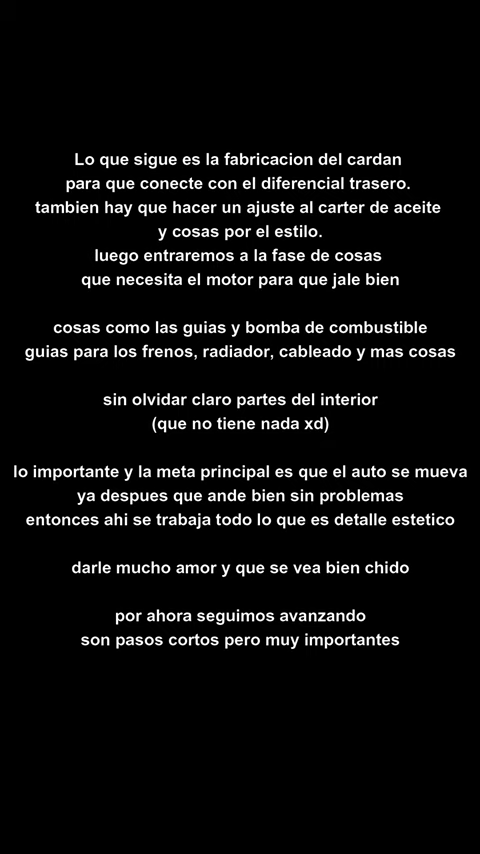 Lo que sigue es la fabricacion del cardan
para que conecte con el diferencial trasero.
tambien hay que hacer un ajuste al carter de aceite
y cosas por el estilo.
luego entraremos a la fase de cosas
que necesita el motor para que jale bien
cosas como las guias y bomba de combustible
guias para los frenos, radiador, cableado y mas cosas
sin olvidar claro partes del interior
(que no tiene nada xd)
lo importante y la meta principal es que el auto se mueva
ya despues que ande bien sin problemas
entonces ahi se trabaja todo lo que es detalle estetico
darle mucho amor y que se vea bien chido
por ahora seguimos avanzando
son pasos cortos pero muy importantes